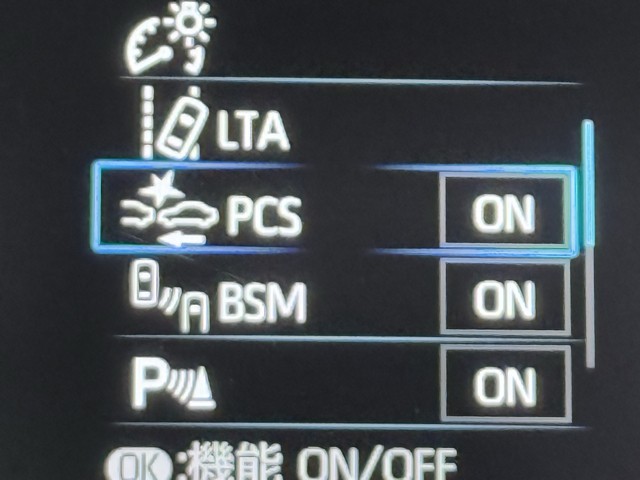 LTA
PCS ON
BSM ON
P ON
OK:機能 ON/OFF